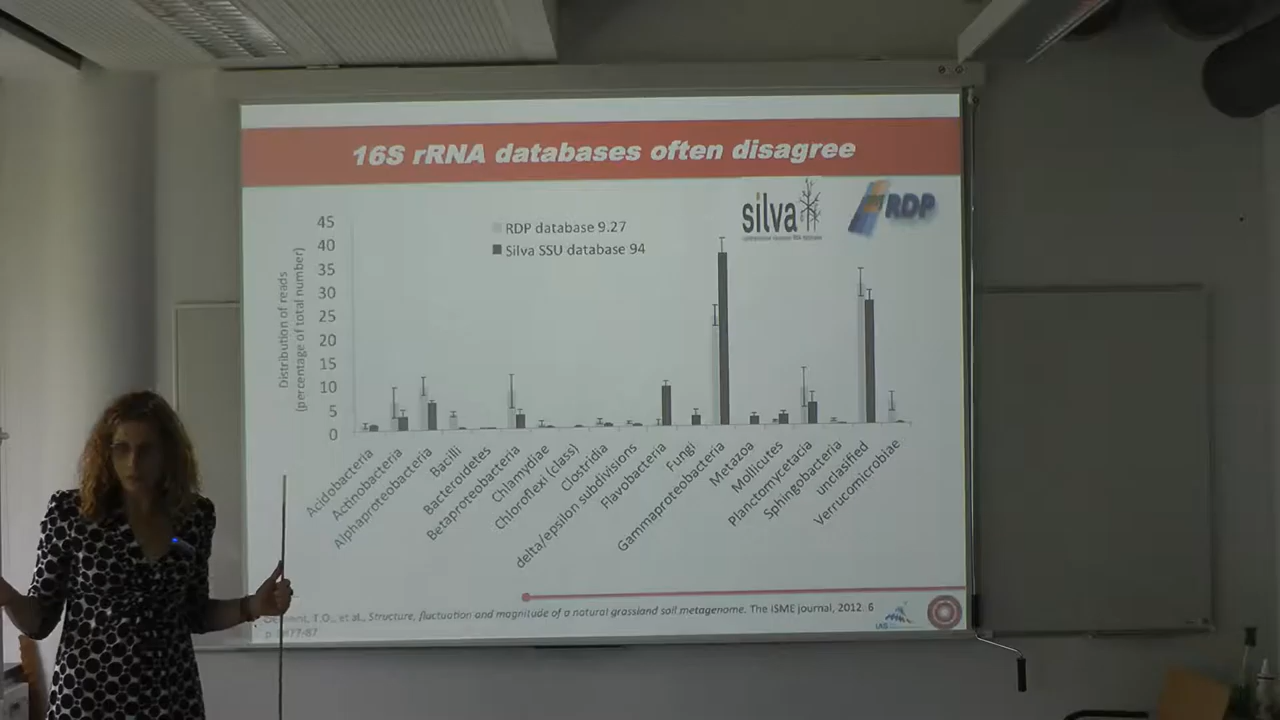 16S rRNA databases often disagree
silva
RDP
RDP database 9.27
Silva SSU database 94
Distribution of reads
(percentage of total number)
45
40
35
30
25
20
15
10
5
0
Acidobacteria
Actinobacteria
Alphaproteobacteria
Bacilli
Bacteroidetes
Betaproteobacteria
Chlamydiae
Chloroflexi (class)
Clostridia
delta/epsilon subdivisions
Flavobacteria
Fungi
Gammaproteobacteria
Metazoa
Mollicutes
Planctomycetacia
Sphingobacteria
unclassified
Verrucomicrobiae
T.O., et al., Structure, fluctuation and magnitude of a natural grassland soil metagenome. The ISME journal, 2012. 6
77-87